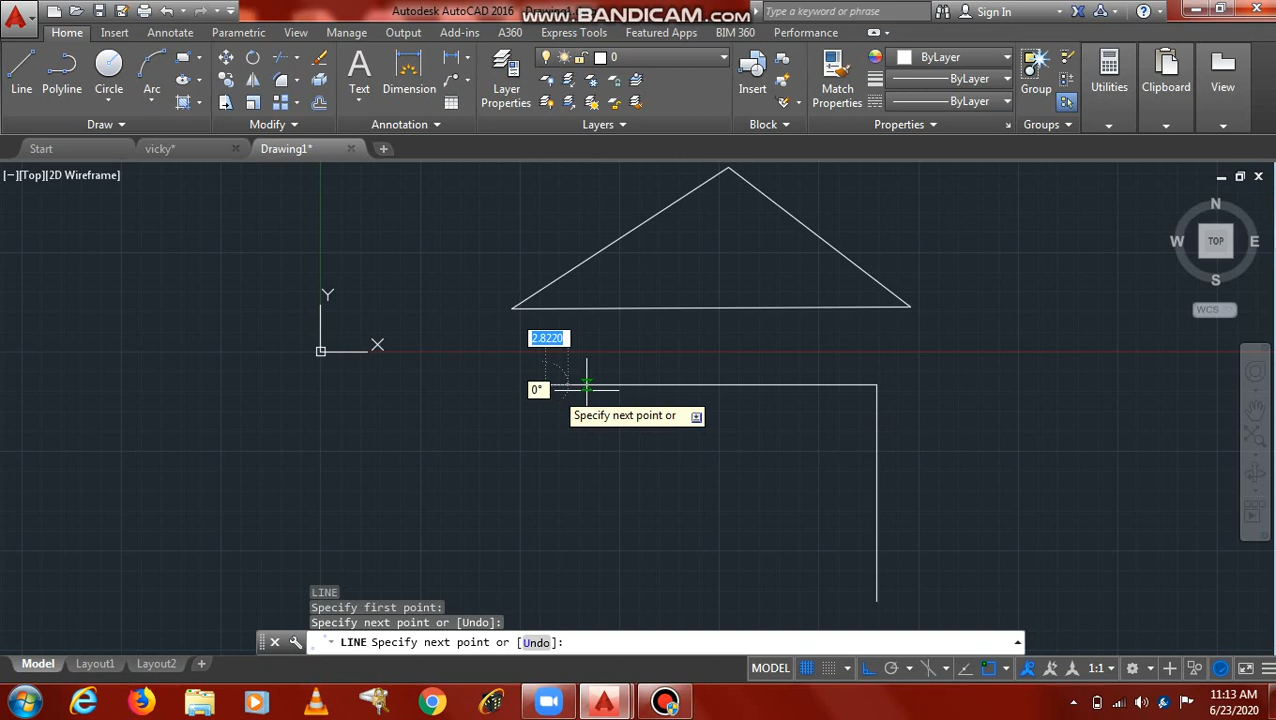 Autodesk AutoCAD 2016
Drawing1
www.BANDICAM.com
Type a keyword or phrase
Sign In
Home
Insert
Annotate
Parametric
View
Manage
Output
Add-ins
A360
Express Tools
Featured Apps
BIM 360
Performance
Line
Polyline
Circle
Arc
Text
Dimension
Layer
Properties
0
Insert
Match
Properties
ByLayer
ByLayer
ByLayer
Group
Utilities
Clipboard
View
Draw
Modify
Annotation
Layers
Block
Properties
Groups
Start
vicky*
Drawing1*
[−][Top][2D Wireframe]
N
W
TOP
E
S
WCS
Y
X
2.8220
0°
Specify next point or
LINE
Specify first point:
Specify next point or [Undo]:
LINE Specify next point or [Undo]:
Model
Layout1
Layout2
MODEL
1:1
11:13 AM
6/23/2020